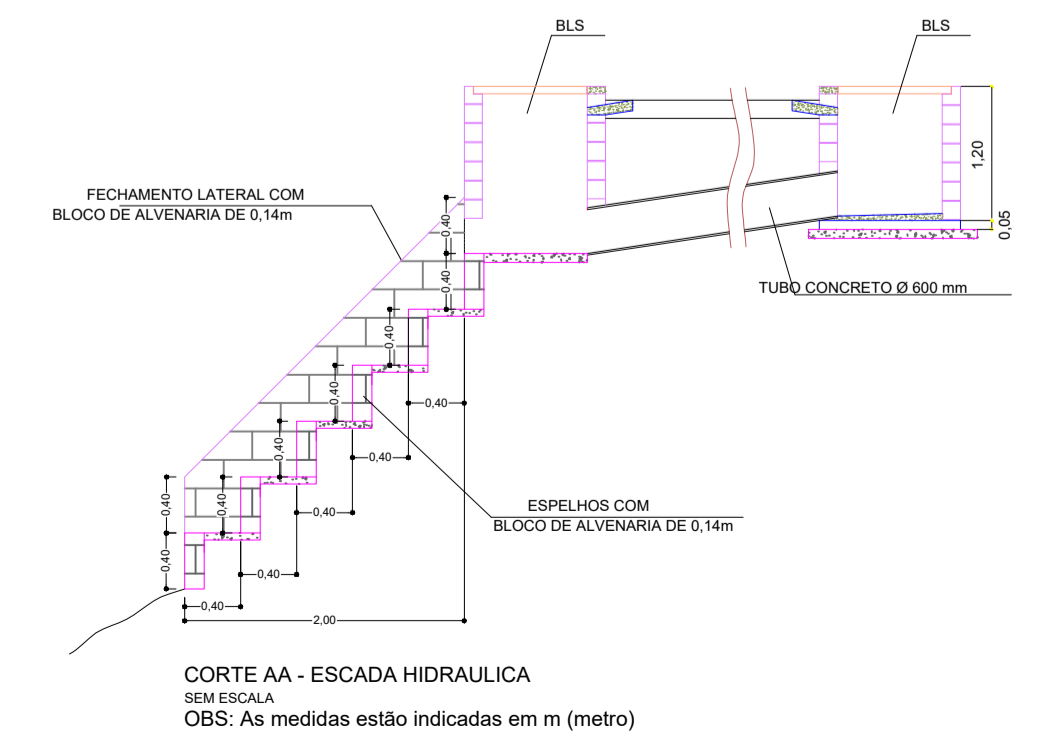 BLS
BLS
1,20
0,05
FECHAMENTO LATERAL COM
BLOCO DE ALVENARIA DE 0,14m
0,40
0,40
TUBO CONCRETO Ø 600 mm
0,40
0,40
0,40
0,40
0,40
0,40
0,40
0,40
0,40
ESPELHOS COM
BLOCO DE ALVENARIA DE 0,14m
0,40
0,40
0,40
2,00
CORTE AA - ESCADA HIDRAULICA
SEM ESCALA
OBS: As medidas estão indicadas em m (metro)